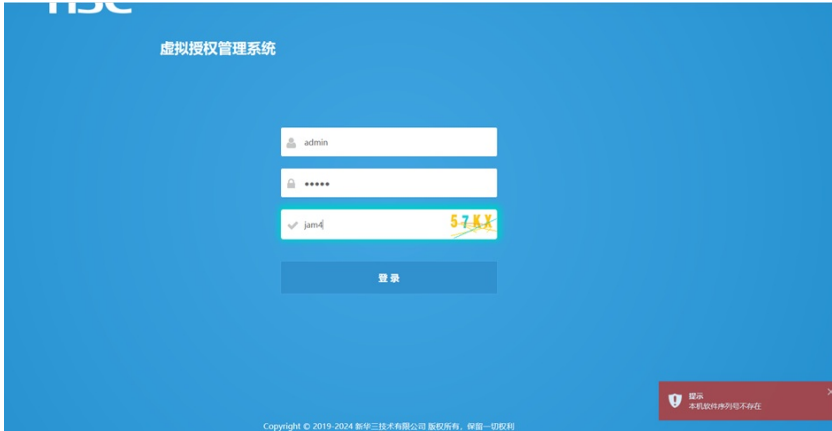 H3C
虚拟授权管理系统
admin
•••••
jam4
57KX
登录
提示
本机软件序列号不存在
Copyright © 2019-2024 新华三技术有限公司 版权所有，保留一切权利